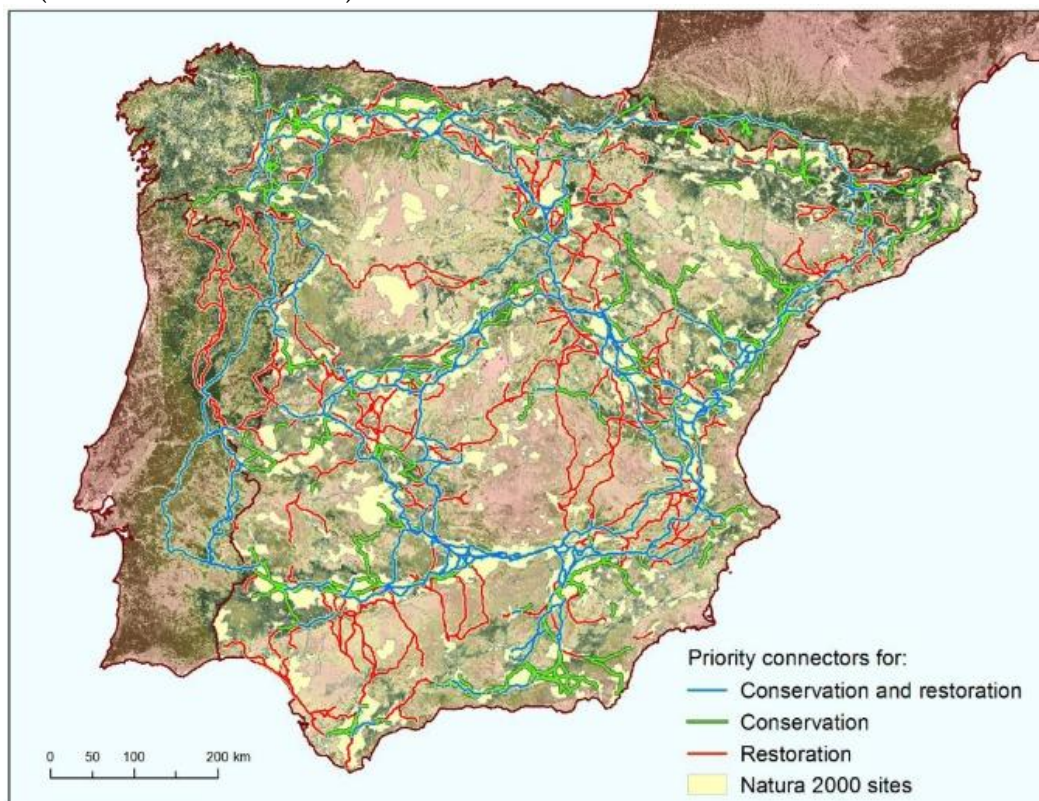 Priority connectors for:
Conservation and restoration
Conservation
Restoration
Natura 2000 sites
0 50 100 200 km